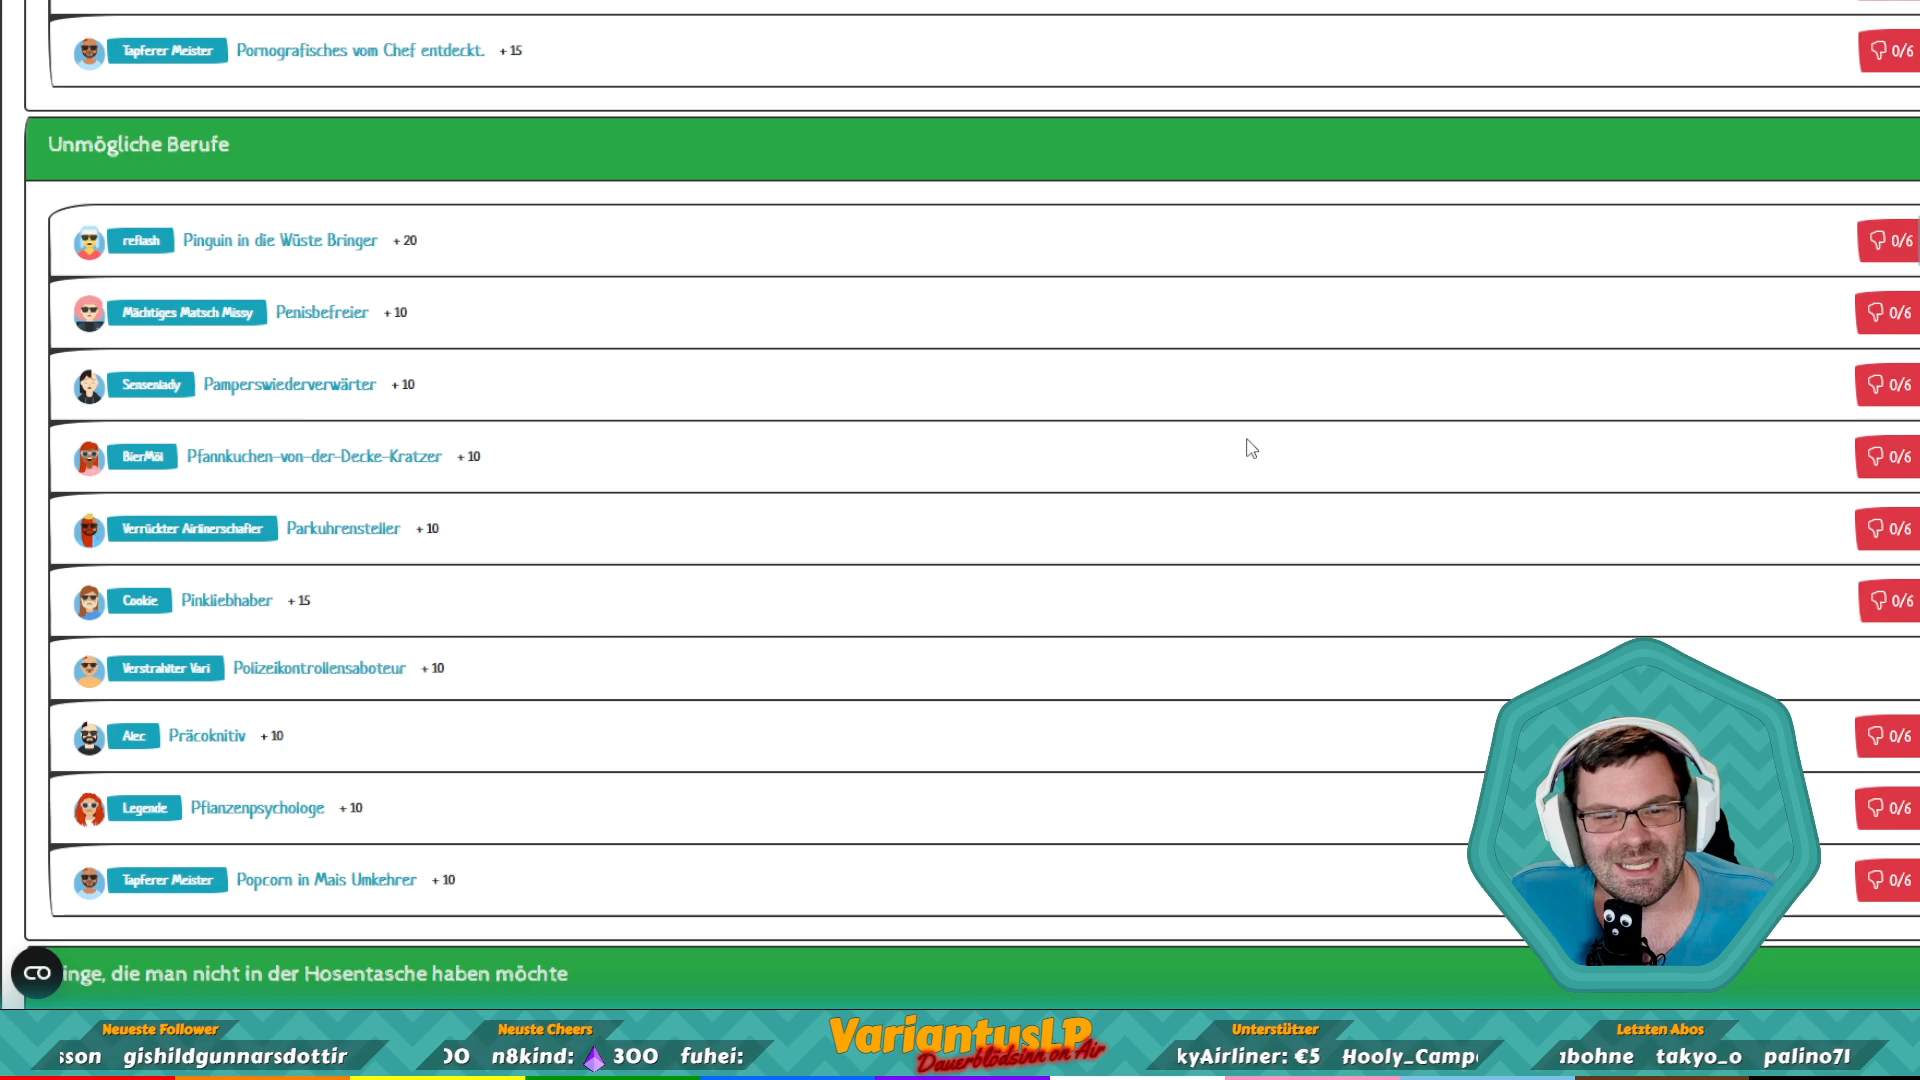 Tapferer Meister Pornografisches vom Chef entdeckt. + 15 0/6
Unmögliche Berufe
reflash Pinguin in die Wüste Bringer + 20 0/6
Mächtiges Matsch Missy Penisbefreier + 10 0/6
Sensenlady Pamperswiederverwärter + 10 0/6
BierMöl Pfannkuchen-von-der-Decke-Kratzer + 10 0/6
Verrückter Airlinerschafler Parkuhrensteller + 10 0/6
Cookie Pinkliebhaber + 15 0/6
Verstrahlter Vari Polizeikontrollensaboteur + 10
Alec Präcoknitiv + 10 0/6
Legende Pflanzenpsychologe + 10 0/6
Tapferer Meister Popcorn in Mais Umkehrer + 10 0/6
inge, die man nicht in der Hosentasche haben möchte
Neueste Follower Neuste Cheers VariantusLP Unterstützer Letzten Abos
sson gishildgunnarsdottir 00 n8kind: 300 fuhei: Dauerblödsinn on Air kyAirliner: €5 Hooly_Camp abohne takyo_o palino71